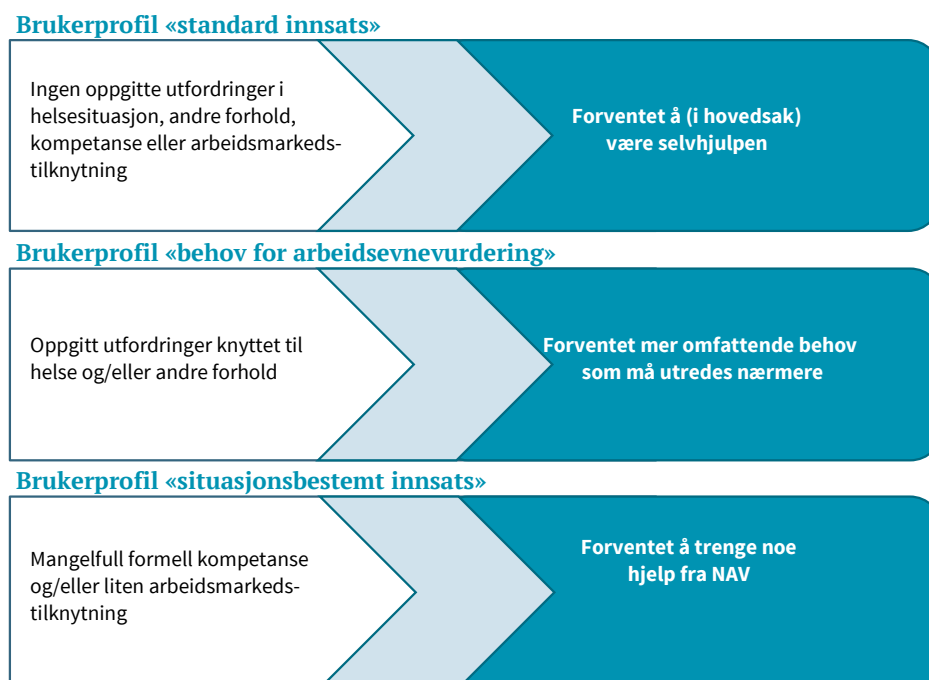 Brukerprofil «standard innsats»
Ingen oppgitte utfordringer i
helsesituasjon, andre forhold,
kompetanse eller arbeidsmarkeds-
tilknytning
Forventet å (i hovedsak)
være selvhjulpen
Brukerprofil «behov for arbeidsevnevurdering»
Oppgitt utfordringer knyttet til
helse og/eller andre forhold
Forventet mer omfattende behov
som må utredes nærmere
Brukerprofil «situasjonsbestemt innsats»
Mangelfull formell kompetanse
og/eller liten arbeidsmarkeds-
tilknytning
Forventet å trenge noe
hjelp fra NAV